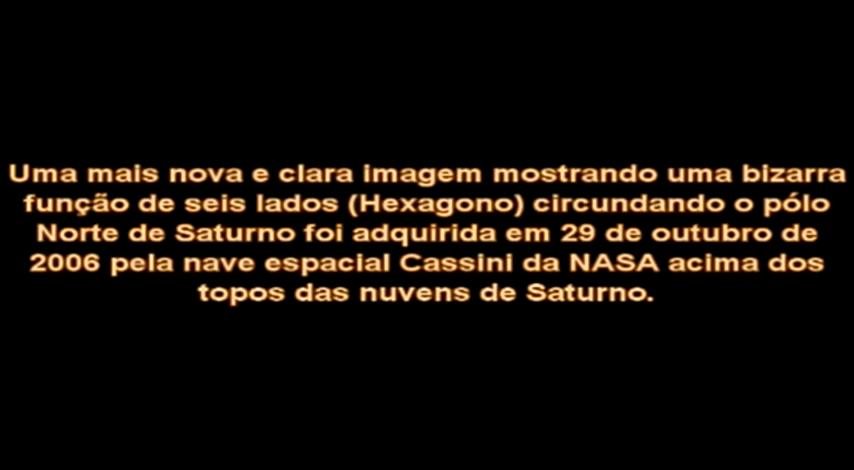 Uma mais nova e clara imagem mostrando uma bizarra
função de seis lados (Hexagono) circundando o pólo
Norte de Saturno foi adquirida em 29 de outubro de
2006 pela nave espacial Cassini da NASA acima dos
topos das nuvens de Saturno.